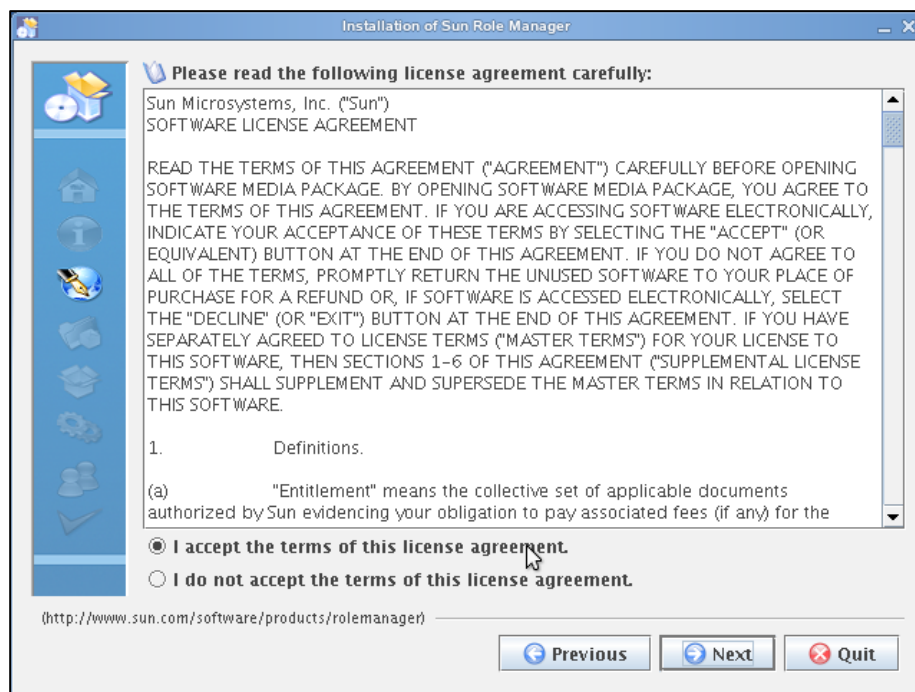 Installation of Sun Role Manager
Please read the following license agreement carefully:
Sun Microsystems, Inc. ("Sun")
SOFTWARE LICENSE AGREEMENT
READ THE TERMS OF THIS AGREEMENT ("AGREEMENT") CAREFULLY BEFORE OPENING
SOFTWARE MEDIA PACKAGE. BY OPENING SOFTWARE MEDIA PACKAGE, YOU AGREE TO
THE TERMS OF THIS AGREEMENT. IF YOU ARE ACCESSING SOFTWARE ELECTRONICALLY,
INDICATE YOUR ACCEPTANCE OF THESE TERMS BY SELECTING THE "ACCEPT" (OR
EQUIVALENT) BUTTON AT THE END OF THIS AGREEMENT. IF YOU DO NOT AGREE TO
ALL OF THE TERMS, PROMPTLY RETURN THE UNUSED SOFTWARE TO YOUR PLACE OF
PURCHASE FOR A REFUND OR, IF SOFTWARE IS ACCESSED ELECTRONICALLY, SELECT
THE "DECLINE" (OR "EXIT") BUTTON AT THE END OF THIS AGREEMENT. IF YOU HAVE
SEPARATELY AGREED TO LICENSE TERMS ("MASTER TERMS") FOR YOUR LICENSE TO
THIS SOFTWARE, THEN SECTIONS 1-6 OF THIS AGREEMENT ("SUPPLEMENTAL LICENSE
TERMS") SHALL SUPPLEMENT AND SUPERSEDE THE MASTER TERMS IN RELATION TO
THIS SOFTWARE.
1. Definitions.
(a) "Entitlement" means the collective set of applicable documents
authorized by Sun evidencing your obligation to pay associated fees (if any) for the
I accept the terms of this license agreement.
I do not accept the terms of this license agreement.
(http://www.sun.com/software/products/rolemanager)
Previous Next Quit